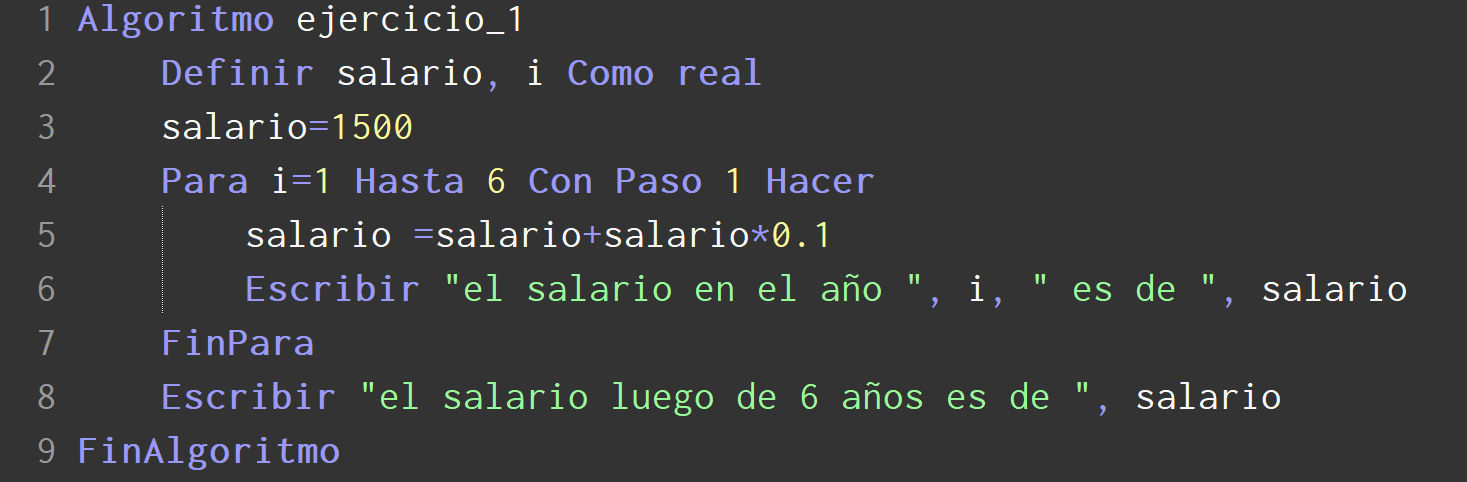 1 Algoritmo ejercicio_1
2 Definir salario, i Como real
3 salario=1500
4 Para i=1 Hasta 6 Con Paso 1 Hacer
5 salario =salario+salario*0.1
6 Escribir "el salario en el año ", i, " es de ", salario
7 FinPara
8 Escribir "el salario luego de 6 años es de ", salario
9 FinAlgoritmo